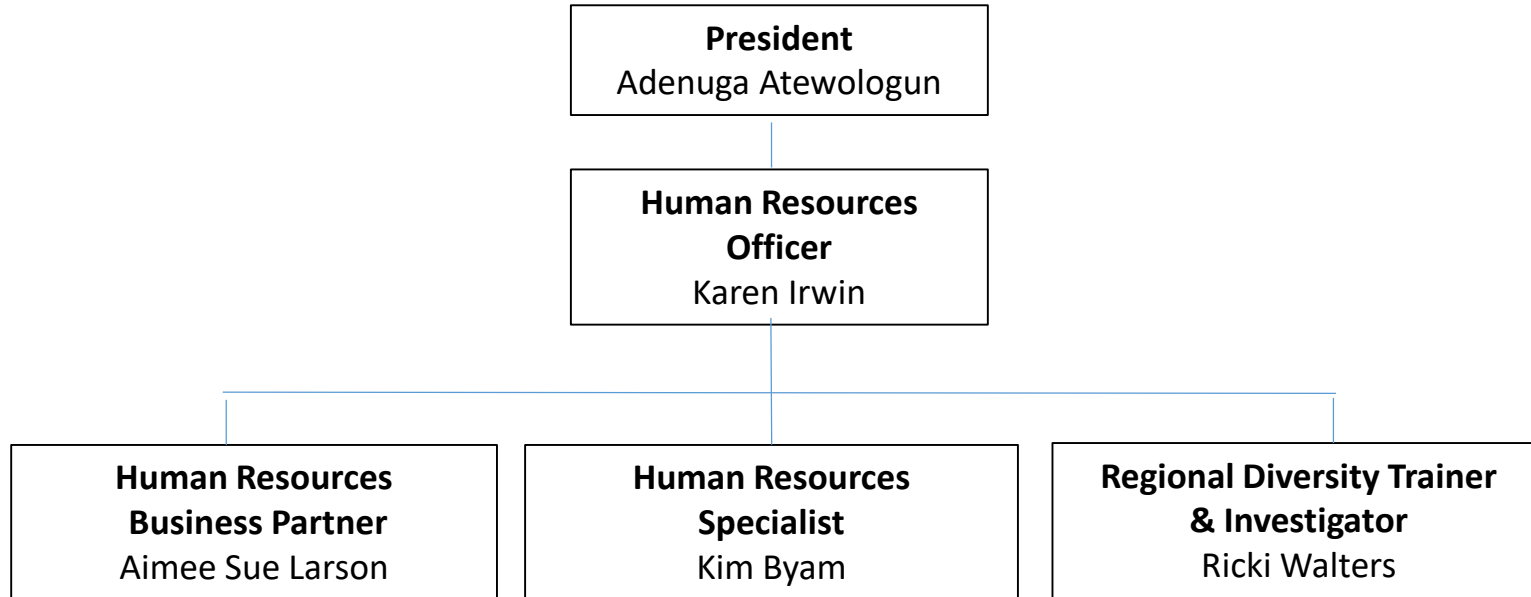 President
Adenuga Atewologun
Human Resources
Officer
Karen Irwin
Human Resources
Business Partner
Aimee Sue Larson
Human Resources
Specialist
Kim Byam
Regional Diversity Trainer
& Investigator
Ricki Walters